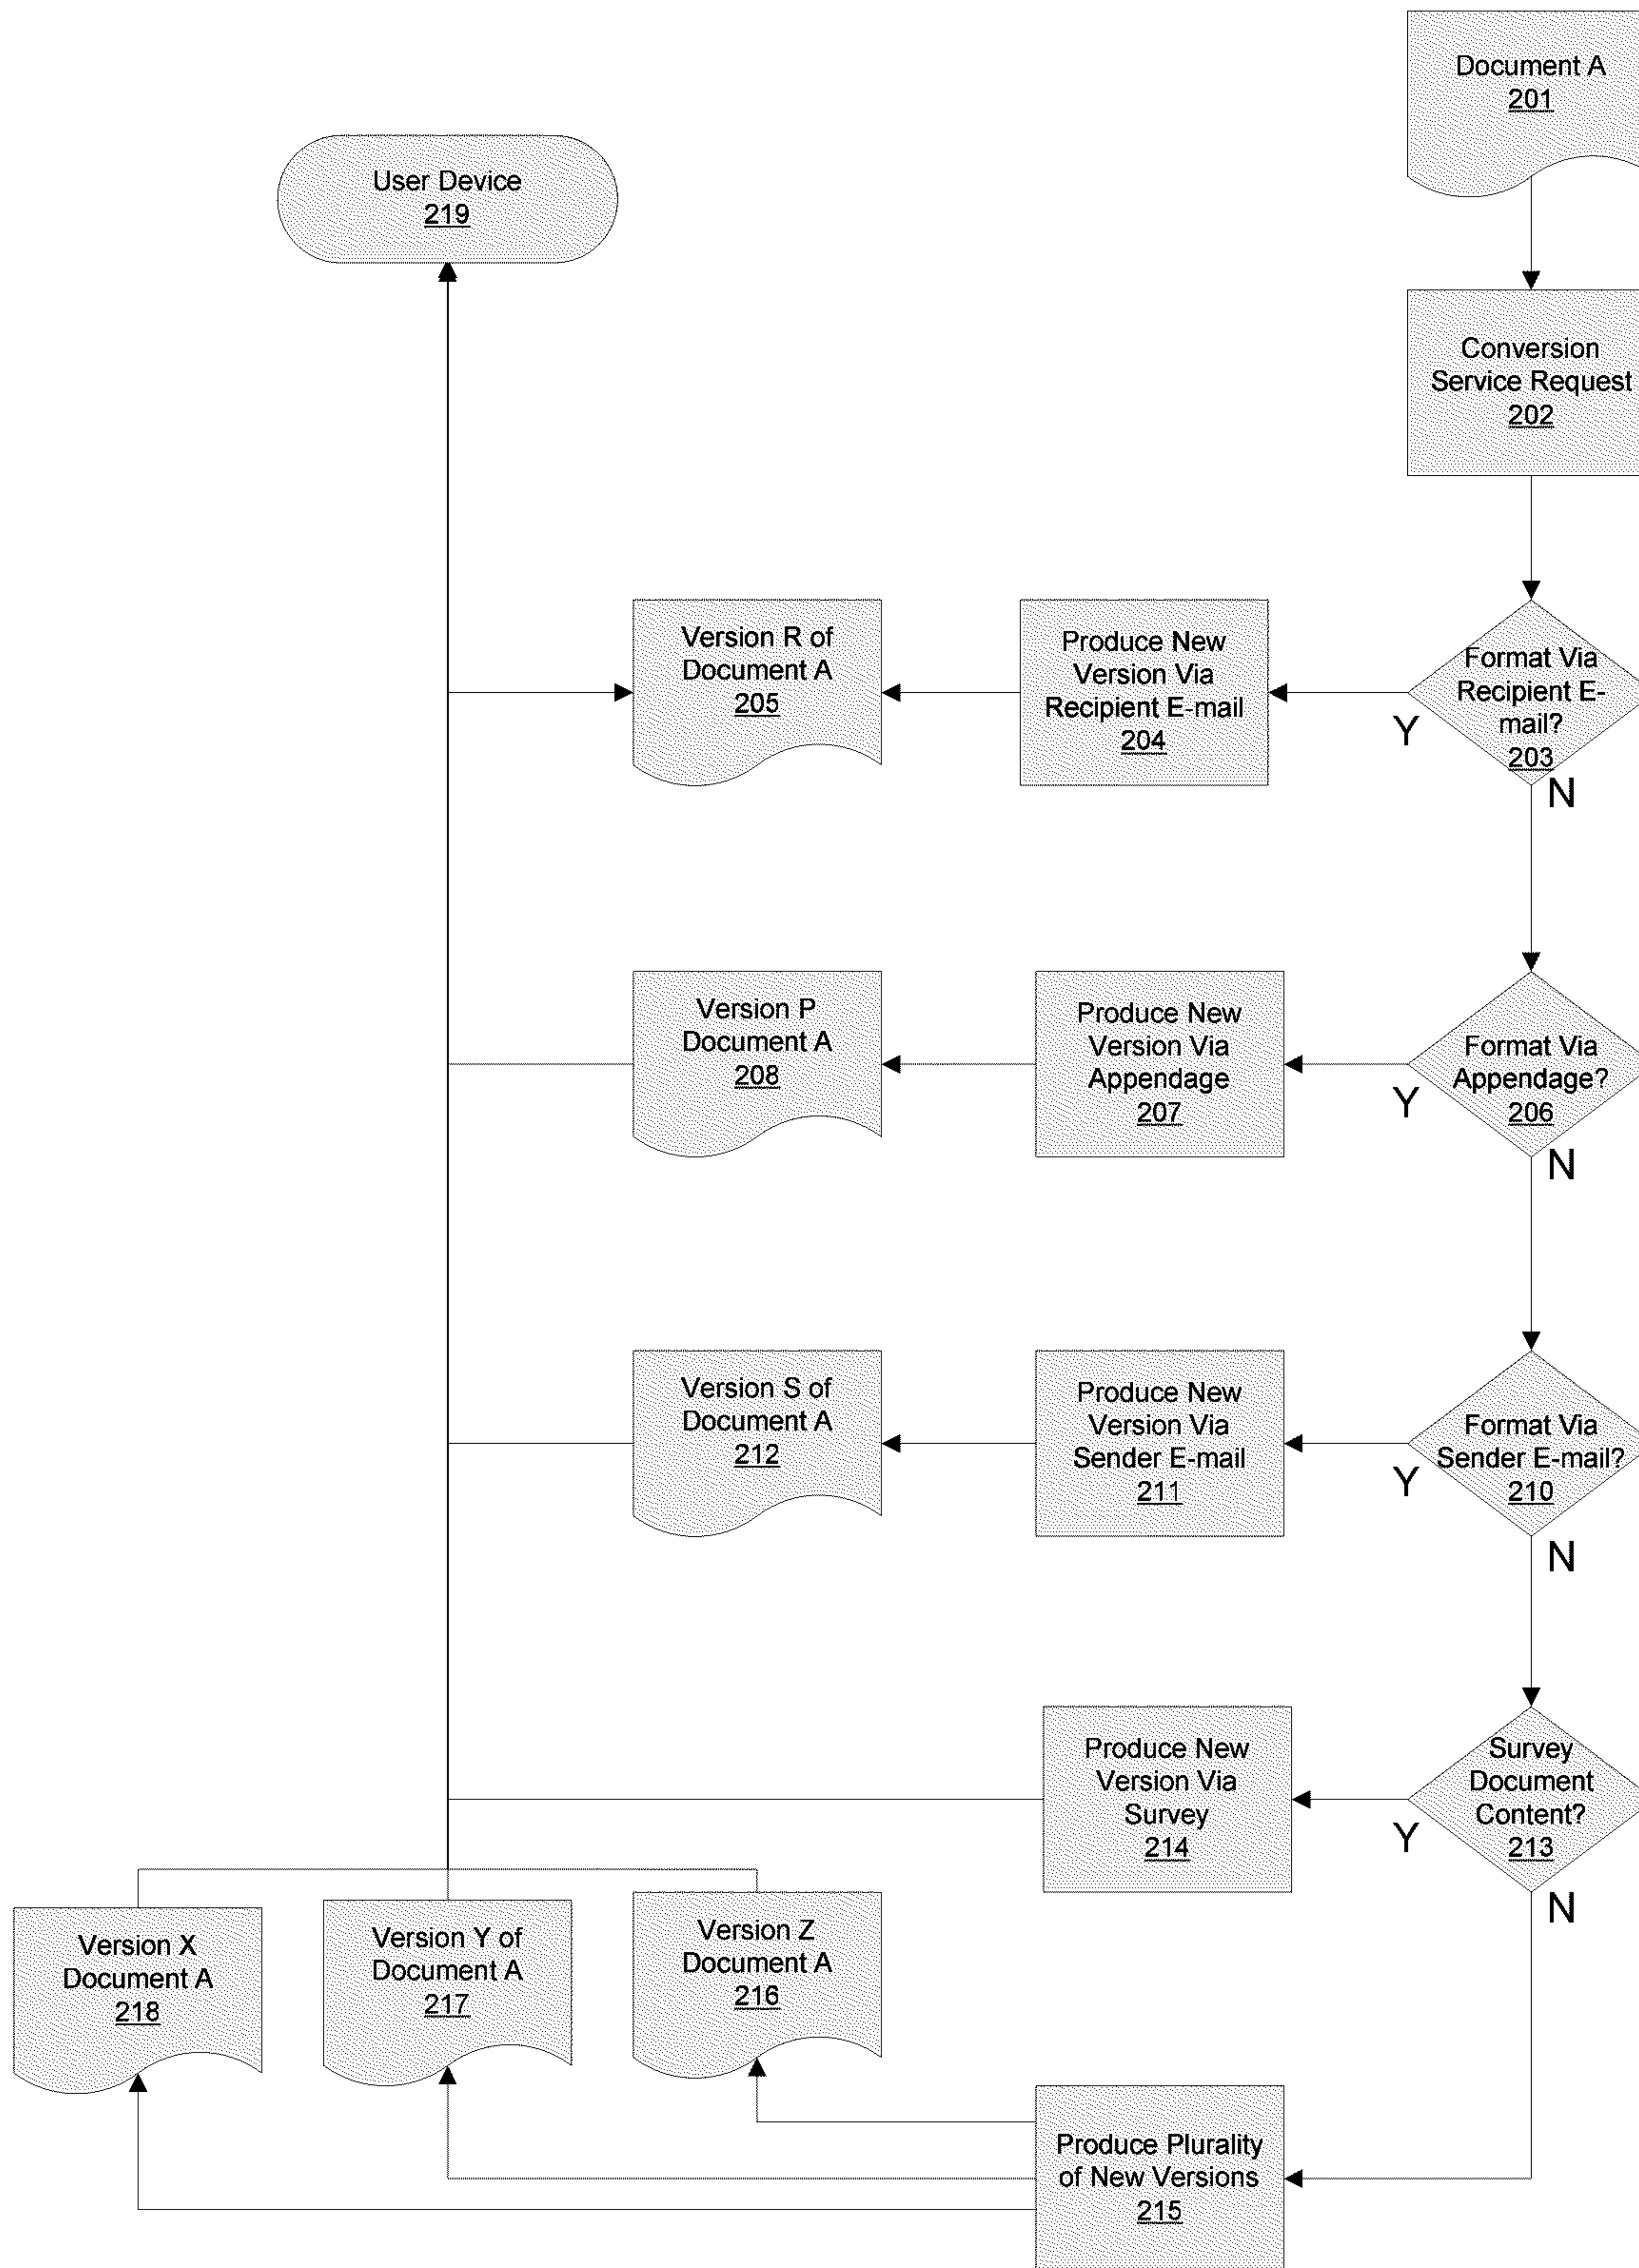 Document A
201
User Device
219
Conversion
Service Request
202
Version R of
Document A
205
Produce New
Version Via
Recipient E-mail
204
Format Via
Recipient E-
mail?
203
Y
N
Version P
Document A
208
Produce New
Version Via
Appendage
207
Format Via
Appendage?
206
Y
N
Version S of
Document A
212
Produce New
Version Via
Sender E-mail
211
Format Via
Sender E-mail?
210
Y
N
Produce New
Version Via
Survey
214
Survey
Document
Content?
213
Y
N
Version X
Document A
218
Version Y of
Document A
217
Version Z
Document A
216
Produce Plurality
of New Versions
215